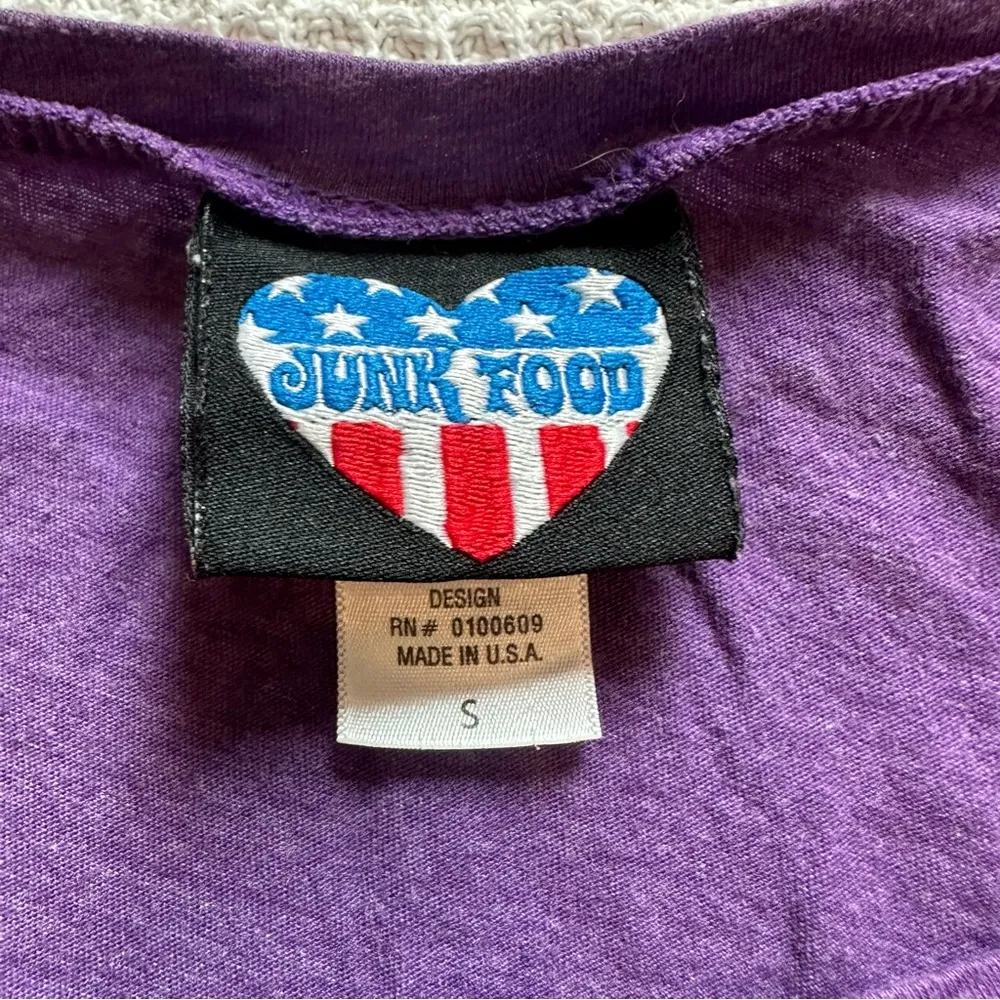 JUNK FOOD
DESIGN
RN# 0100609
MADE IN U.S.A.
S